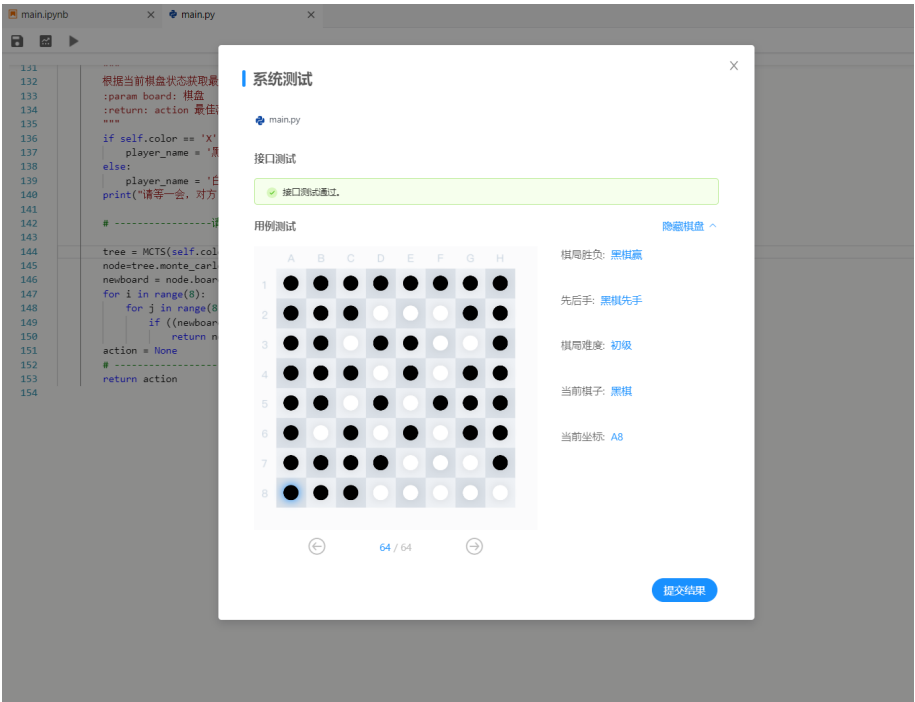 main.ipynb
main.py
131 """
132 根据当前棋盘状态获取最
133 :param board: 棋盘
134 :return: action 最佳
135 """
136 if self.color == 'X'
137 player_name = '黑
138 else:
139 player_name = '白
140 print("请等一会，对方
141
142 # -----------------请
143
144 tree = MCTS(self.col
145 node=tree.monte_carl
146 newboard = node.boar
147 for i in range(8):
148 for j in range(8
149 if ((newboar
150 return n
151 action = None
152 # ------------------
153 return action
154
系统测试
main.py
接口测试
接口测试通过。
用例测试
隐藏棋盘
A B C D E F G H
1
2
3
4
5
6
7
8
棋局胜负: 黑棋赢
先后手: 黑棋先手
棋局难度: 初级
当前棋子: 黑棋
当前坐标: A8
64 / 64
提交结果